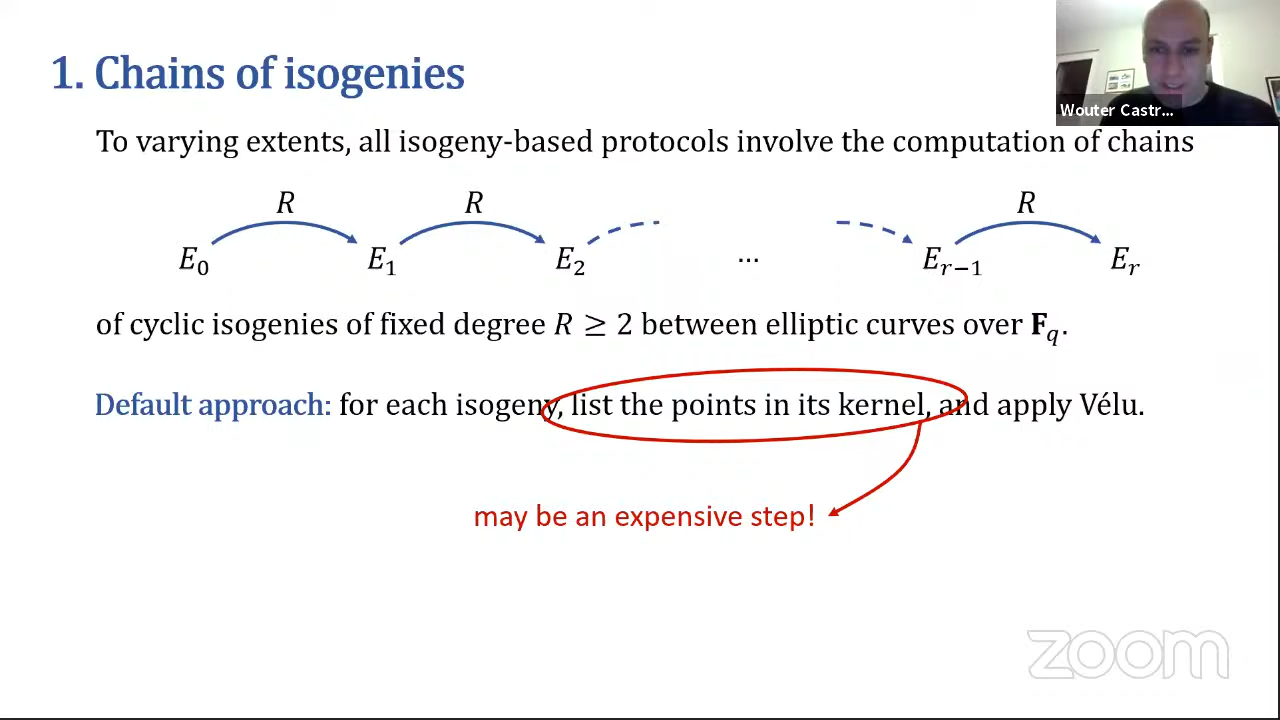 1. Chains of isogenies
Wouter Castr...
To varying extents, all isogeny-based protocols involve the computation of chains
R R R
E₀ E₁ E₂ ... Eᵣ₋₁ Eᵣ
of cyclic isogenies of fixed degree R ≥ 2 between elliptic curves over F_q.
Default approach: for each isogeny, list the points in its kernel, and apply Vélu.
may be an expensive step!
zoom